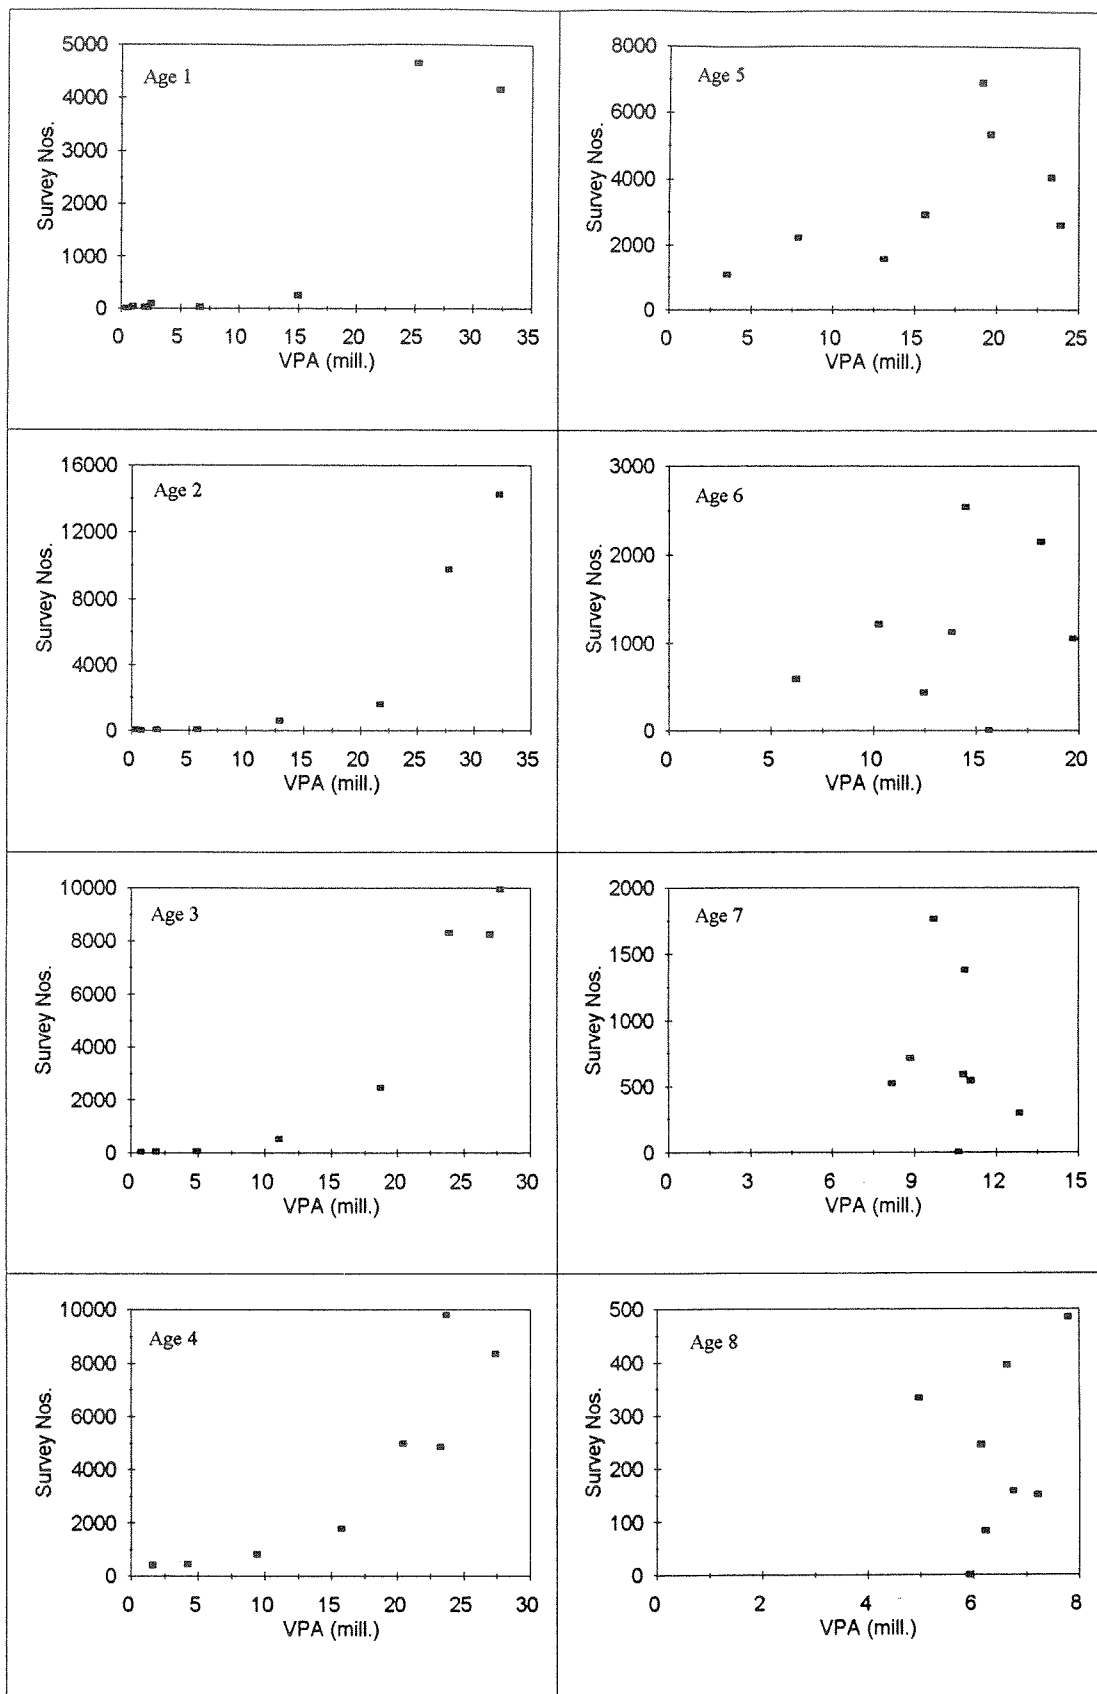 5000
4000
3000
2000
1000
0
Survey Nos.
Age 1
0 5 10 15 20 25 30 35
VPA (mill.)
8000
6000
4000
2000
0
Survey Nos.
Age 5
0 5 10 15 20 25
VPA (mill.)
16000
12000
8000
4000
0
Survey Nos.
Age 2
0 5 10 15 20 25 30 35
VPA (mill.)
3000
2000
1000
0
Survey Nos.
Age 6
0 5 10 15 20
VPA (mill.)
10000
8000
6000
4000
2000
0
Survey Nos.
Age 3
0 5 10 15 20 25 30
VPA (mill.)
2000
1500
1000
500
0
Survey Nos.
Age 7
0 3 6 9 12 15
VPA (mill.)
10000
8000
6000
4000
2000
0
Survey Nos.
Age 4
0 5 10 15 20 25 30
VPA (mill.)
500
400
300
200
100
0
Survey Nos.
Age 8
0 2 4 6 8
VPA (mill.)